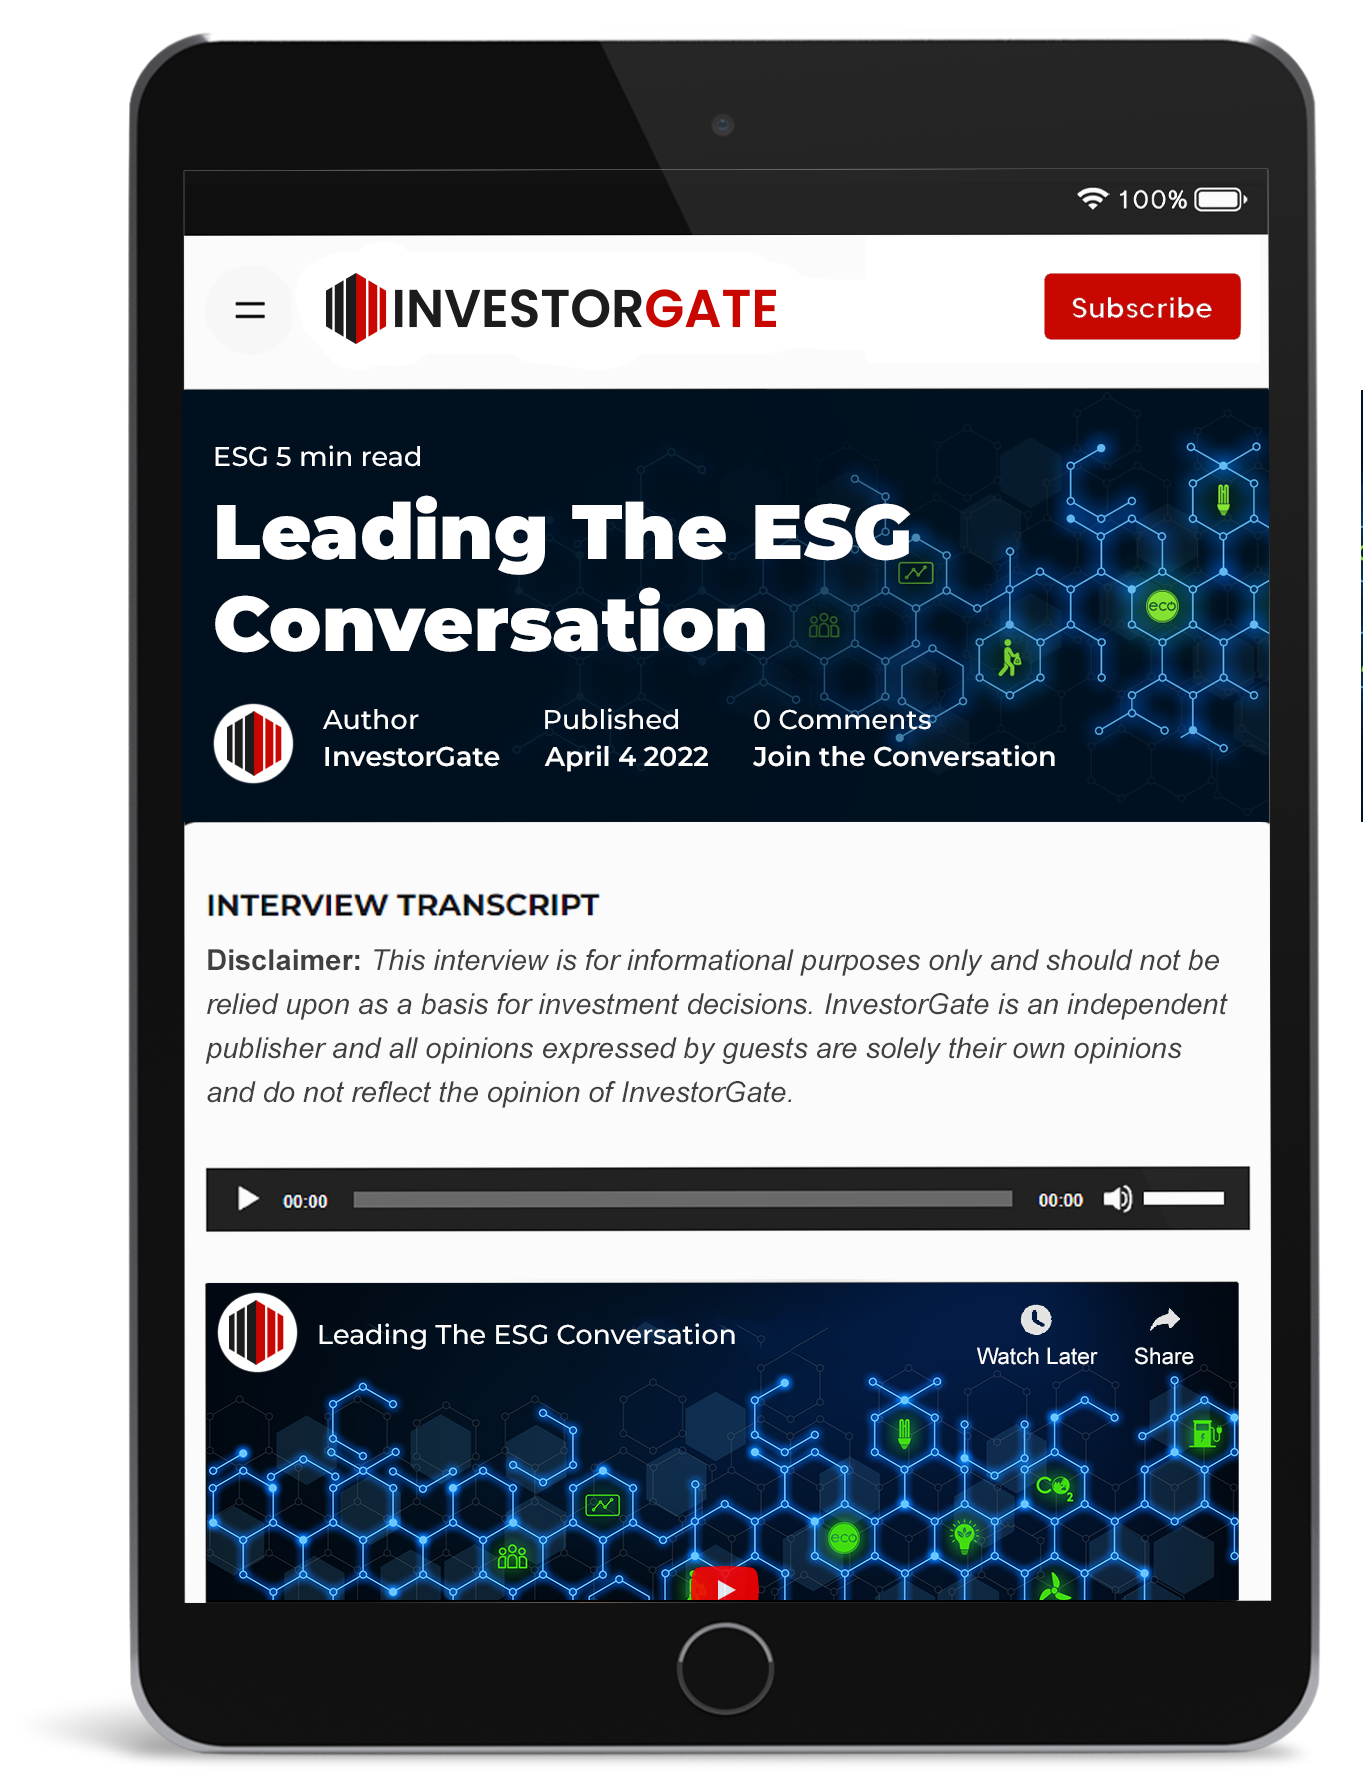 100%
INVESTORGATE
Subscribe
ESG 5 min read
Leading The ESG
Conversation
Author
InvestorGate
Published
April 4 2022
0 Comments
Join the Conversation
INTERVIEW TRANSCRIPT
Disclaimer: This interview is for informational purposes only and should not be
relied upon as a basis for investment decisions. InvestorGate is an independent
publisher and all opinions expressed by guests are solely their own opinions
and do not reflect the opinion of InvestorGate.
00:00
00:00
Leading The ESG Conversation
Watch Later
Share
eco
CO2
eco